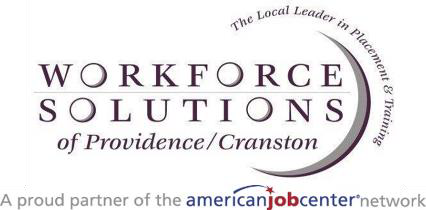 The Local Leader in Placement & Training
WORKFORCE
SOLUTIONS
of Providence/Cranston
A proud partner of the americanjobcenter® network